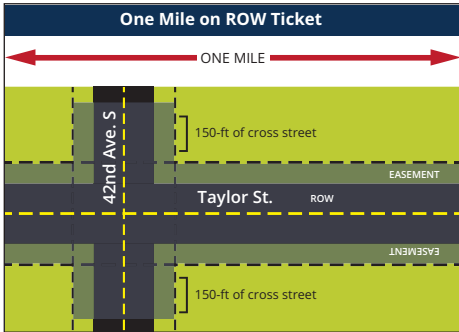 One Mile on ROW Ticket
ONE MILE
42nd Ave. S
150-ft of cross street
EASEMENT
Taylor St.
ROW
EASEMENT
150-ft of cross street